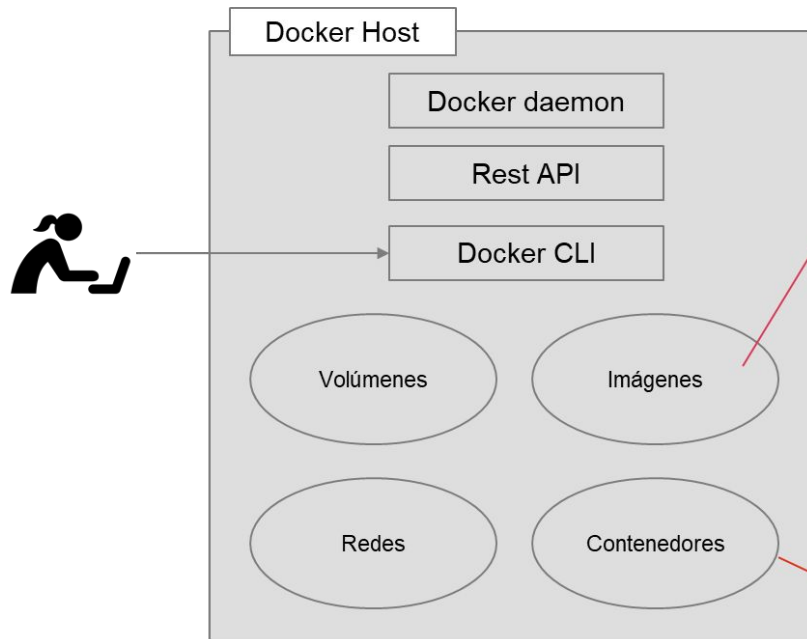 Docker Host
Docker daemon
Rest API
Docker CLI
Volúmenes
Imágenes
Redes
Contenedores